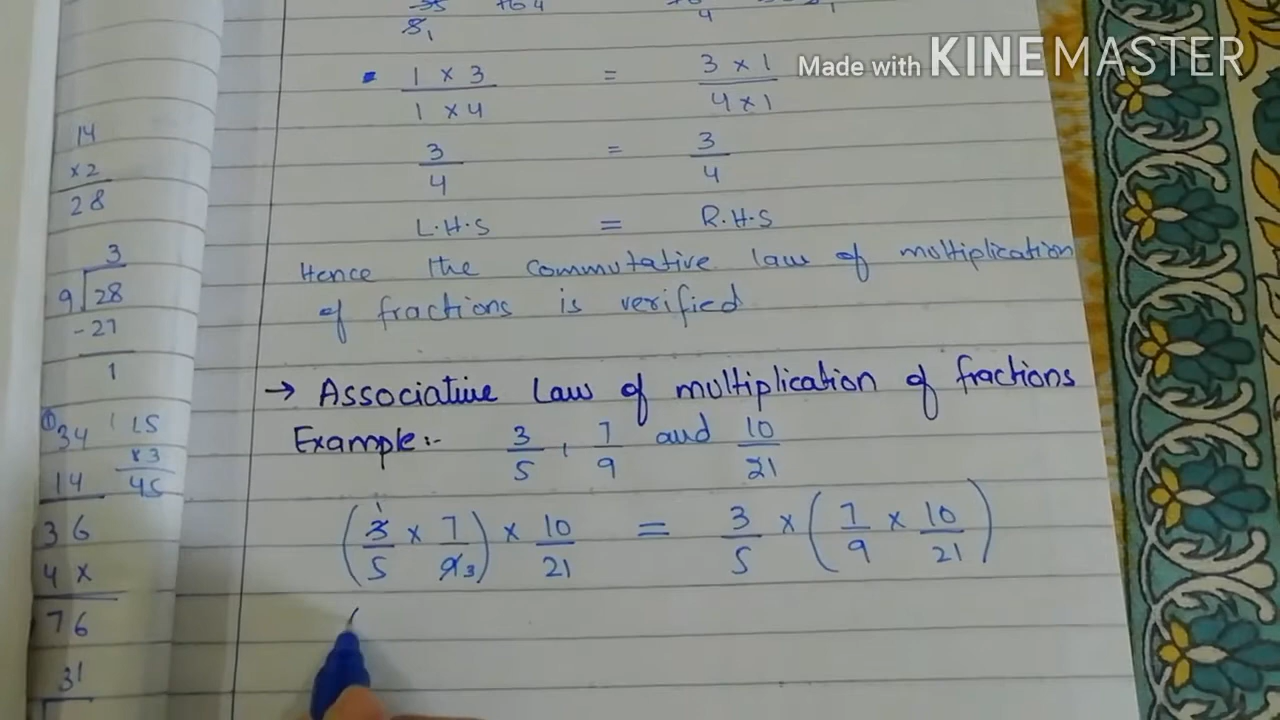 Made with KINEMASTER
1 × 3 = 3 × 1
1 × 4 4 × 1
3 = 3
4 4
L.H.S = R.H.S
Hence the commutative law of multiplication
of fractions is verified
→ Associative Law of multiplication of fractions
Example:- 3/5 , 7/9 and 10/21
(3/5 × 7/9) × 10/21 = 3/5 × (7/9 × 10/21)
1
3
14
×2
28
3
9 28
-27
1
34
14
36
4 ×
76
31
15
×3
45